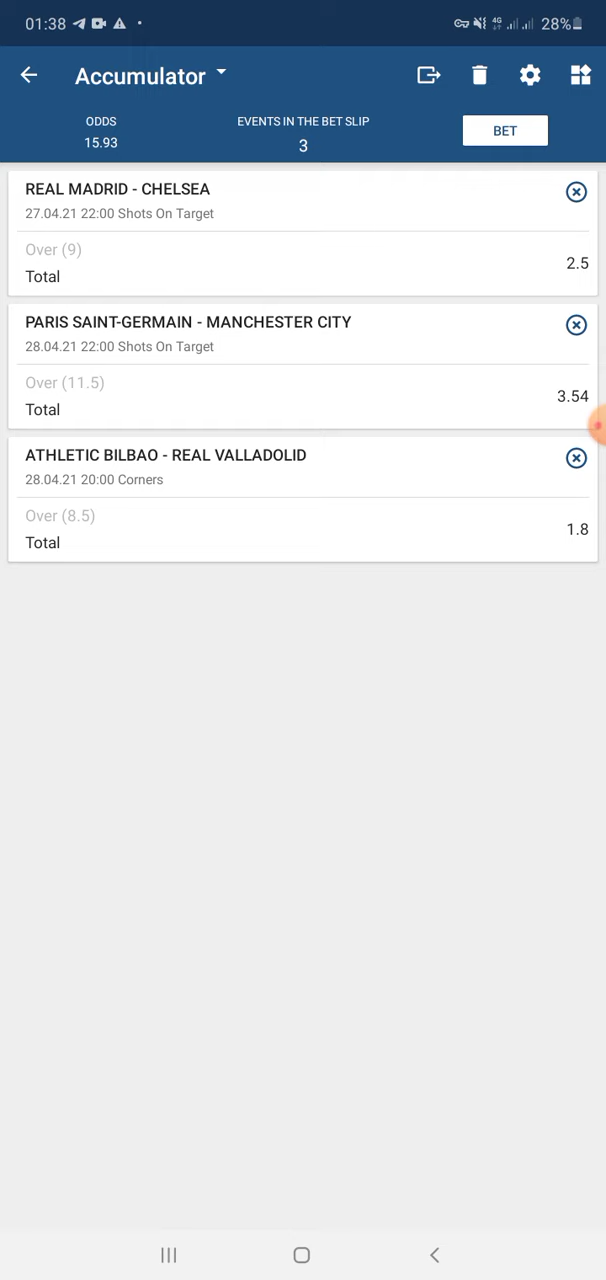 01:38
4G
28%
Accumulator
ODDS
15.93
EVENTS IN THE BET SLIP
3
BET
REAL MADRID - CHELSEA
27.04.21 22:00 Shots On Target
Over (9)
Total
2.5
PARIS SAINT-GERMAIN - MANCHESTER CITY
28.04.21 22:00 Shots On Target
Over (11.5)
Total
3.54
ATHLETIC BILBAO - REAL VALLADOLID
28.04.21 20:00 Corners
Over (8.5)
Total
1.8